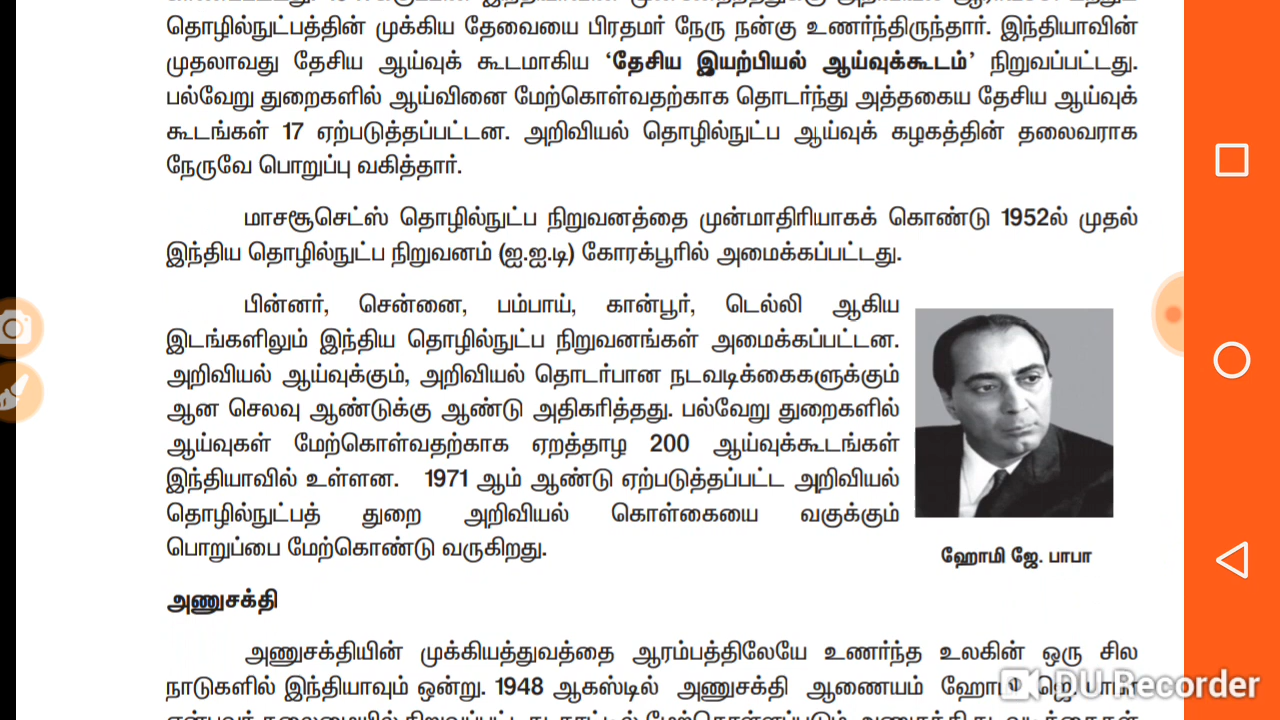 தொழில்நுட்பத்தின் முக்கிய தேவையை பிரதமர் நேரு நன்கு உணர்ந்திருந்தார். இந்தியாவின்
முதலாவது தேசிய ஆய்வுக் கூடமாகிய ‘தேசிய இயற்பியல் ஆய்வுக்கூடம்’ நிறுவப்பட்டது.
பல்வேறு துறைகளில் ஆய்வினை மேற்கொள்வதற்காக தொடர்ந்து அத்தகைய தேசிய ஆய்வுக்
கூடங்கள் 17 ஏற்படுத்தப்பட்டன. அறிவியல் தொழில்நுட்ப ஆய்வுக் கழகத்தின் தலைவராக
நேருவே பொறுப்பு வகித்தார்.
மாசசூசெட்ஸ் தொழில்நுட்ப நிறுவனத்தை முன்மாதிரியாகக் கொண்டு 1952ல் முதல்
இந்திய தொழில்நுட்ப நிறுவனம் (ஐ.ஐ.டி) கோரக்பூரில் அமைக்கப்பட்டது.
பின்னர், சென்னை, பம்பாய், கான்பூர், டெல்லி ஆகிய
இடங்களிலும் இந்திய தொழில்நுட்ப நிறுவனங்கள் அமைக்கப்பட்டன.
அறிவியல் ஆய்வுக்கும், அறிவியல் தொடர்பான நடவடிக்கைகளுக்கும்
ஆன செலவு ஆண்டுக்கு ஆண்டு அதிகரித்தது. பல்வேறு துறைகளில்
ஆய்வுகள் மேற்கொள்வதற்காக ஏறத்தாழ 200 ஆய்வுக்கூடங்கள்
இந்தியாவில் உள்ளன. 1971 ஆம் ஆண்டு ஏற்படுத்தப்பட்ட அறிவியல்
தொழில்நுட்பத் துறை அறிவியல் கொள்கையை வகுக்கும்
பொறுப்பை மேற்கொண்டு வருகிறது.
ஹோமி ஜே. பாபா
அணுசக்தி
அணுசக்தியின் முக்கியத்துவத்தை ஆரம்பத்திலேயே உணர்ந்த உலகின் ஒரு சில
நாடுகளில் இந்தியாவும் ஒன்று. 1948 ஆகஸ்டில் அணுசக்தி ஆணையம் ஹோமி ஜெ. பாபா
DU Recorder